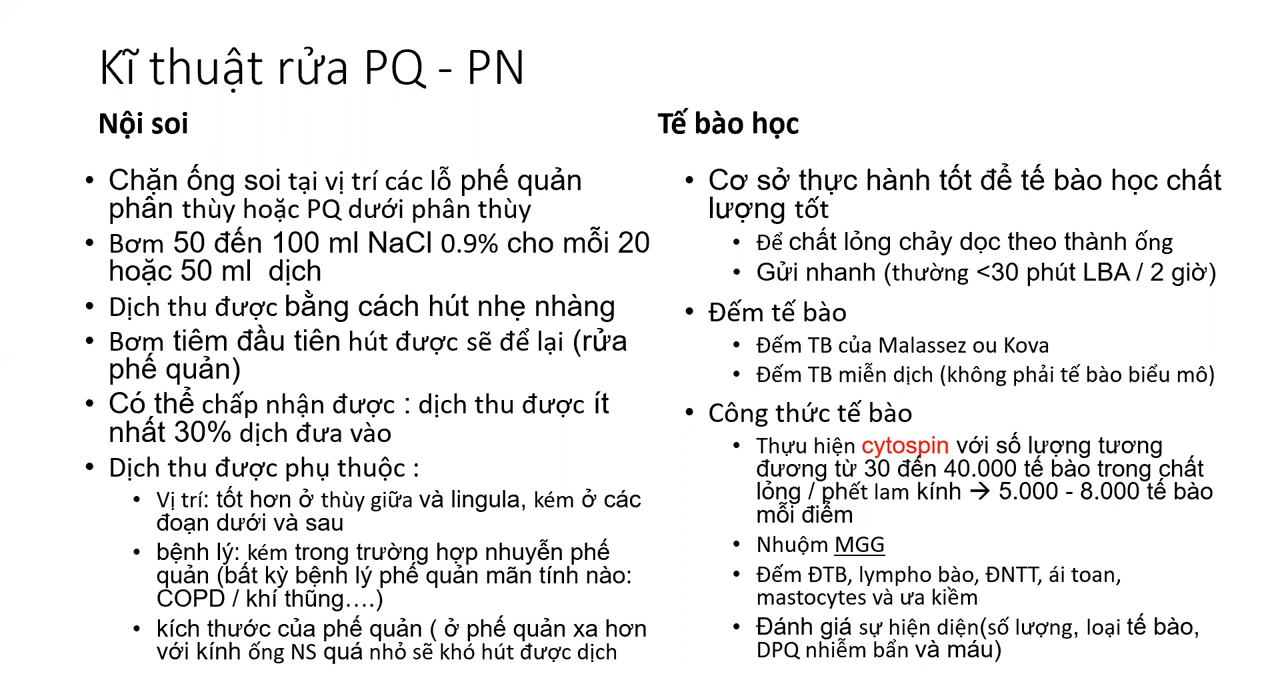 Kĩ thuật rửa PQ - PN
Nội soi
• Chặn ống soi tại vị trí các lỗ phế quản
phân thùy hoặc PQ dưới phân thùy
• Bơm 50 đến 100 ml NaCl 0.9% cho mỗi 20
hoặc 50 ml dịch
• Dịch thu được bằng cách hút nhẹ nhàng
• Bơm tiêm đầu tiên hút được sẽ để lại (rửa
phế quản)
• Có thể chấp nhận được : dịch thu được ít
nhất 30% dịch đưa vào
• Dịch thu được phụ thuộc :
• Vị trí: tốt hơn ở thùy giữa và lingula, kém ở các
đoạn dưới và sau
• bệnh lý: kém trong trường hợp nhuyễn phế
quản (bất kỳ bệnh lý phế quản mãn tính nào:
COPD / khí thũng….)
• kích thước của phế quản ( ở phế quản xa hơn
với kính ống NS quá nhỏ sẽ khó hút được dịch
Tế bào học
• Cơ sở thực hành tốt để tế bào học chất
lượng tốt
• Để chất lỏng chảy dọc theo thành ống
• Gửi nhanh (thường <30 phút LBA / 2 giờ)
• Đếm tế bào
• Đếm TB của Malassez ou Kova
• Đếm TB miễn dịch (không phải tế bào biểu mô)
• Công thức tế bào
• Thựu hiện cytospin với số lượng tương
đương từ 30 đến 40.000 tế bào trong chất
lỏng / phết lam kính → 5.000 - 8.000 tế bào
mỗi điểm
• Nhuộm MGG
• Đếm ĐTB, lympho bào, ĐNTT, ái toan,
mastocytes và ưa kiềm
• Đánh giá sự hiện diện(số lượng, loại tế bào,
DPQ nhiễm bẩn và máu)